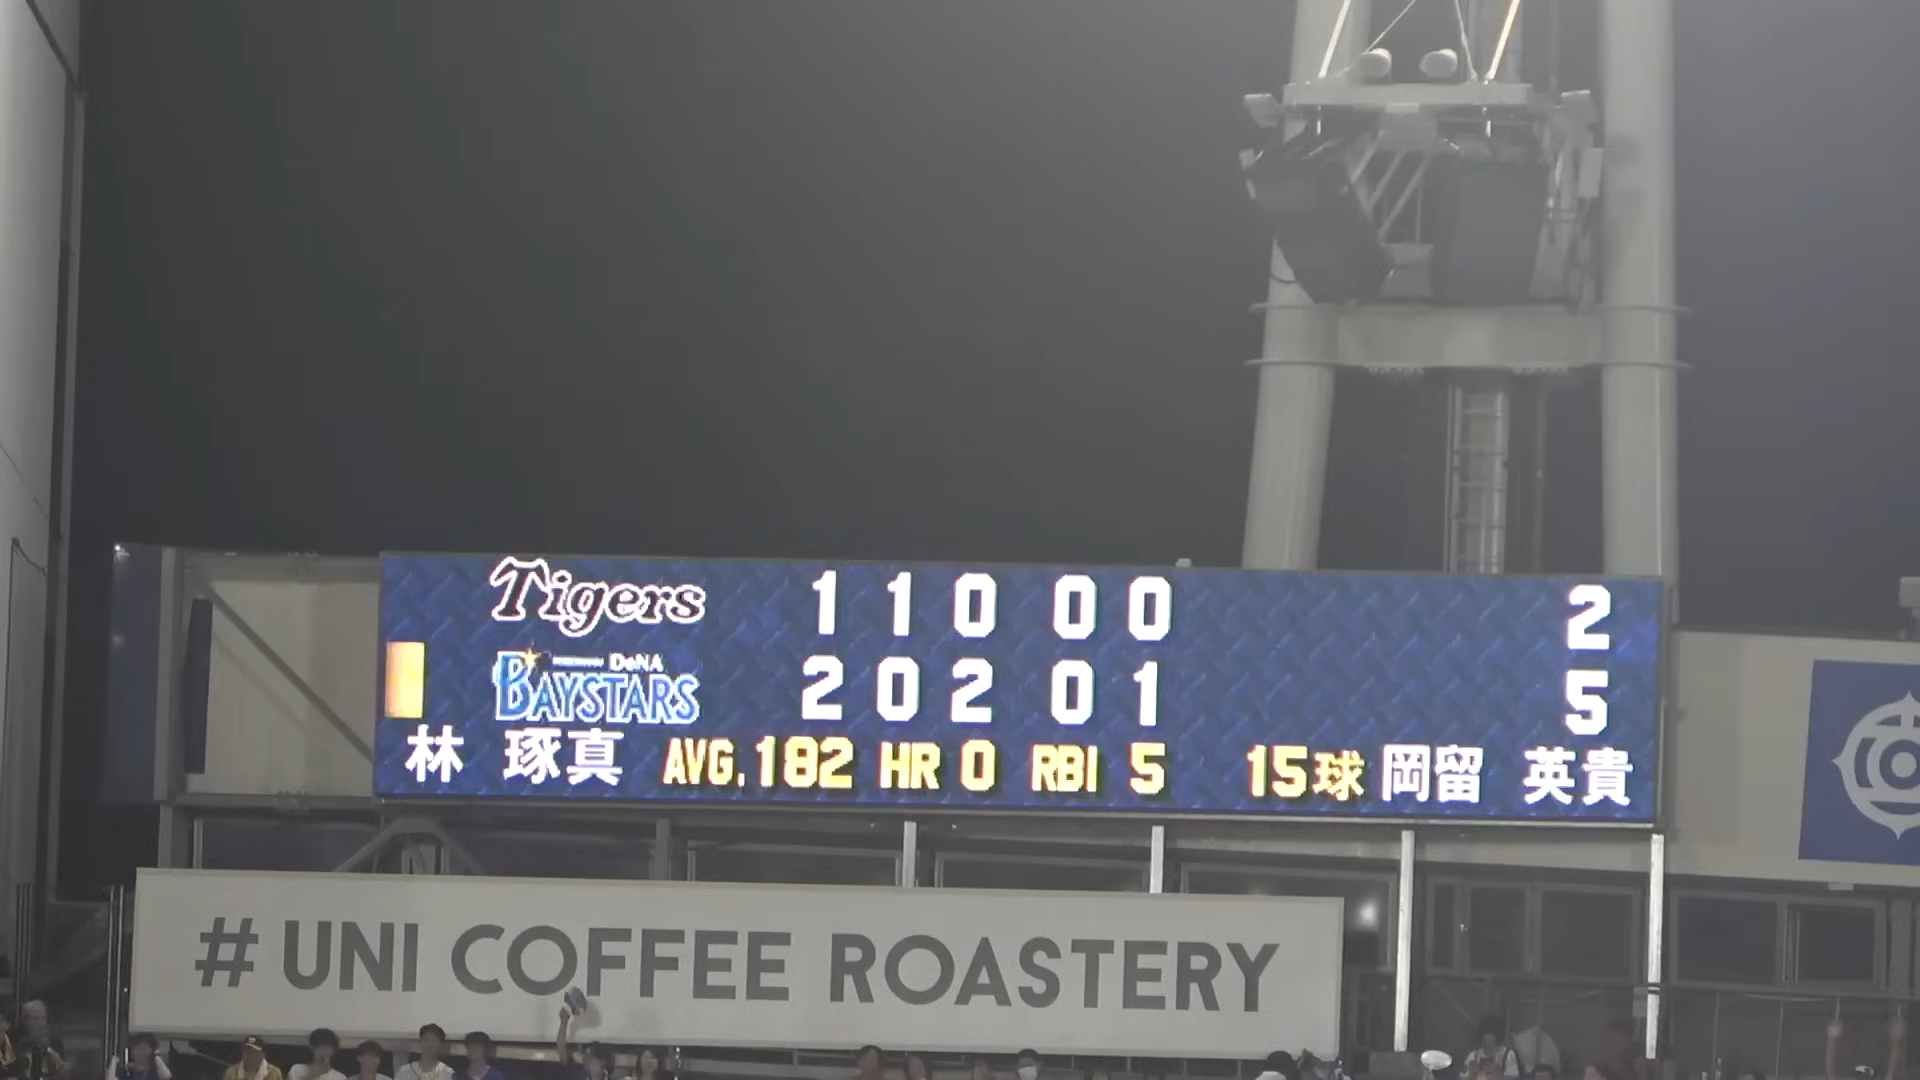 Tigers 1 1 0 0 0 2
DeNA
BAYSTARS 2 0 2 0 1 5
林 琢真 AVG.182 HR 0 RBI 5 15球 岡留 英貴
# UNI COFFEE ROASTERY